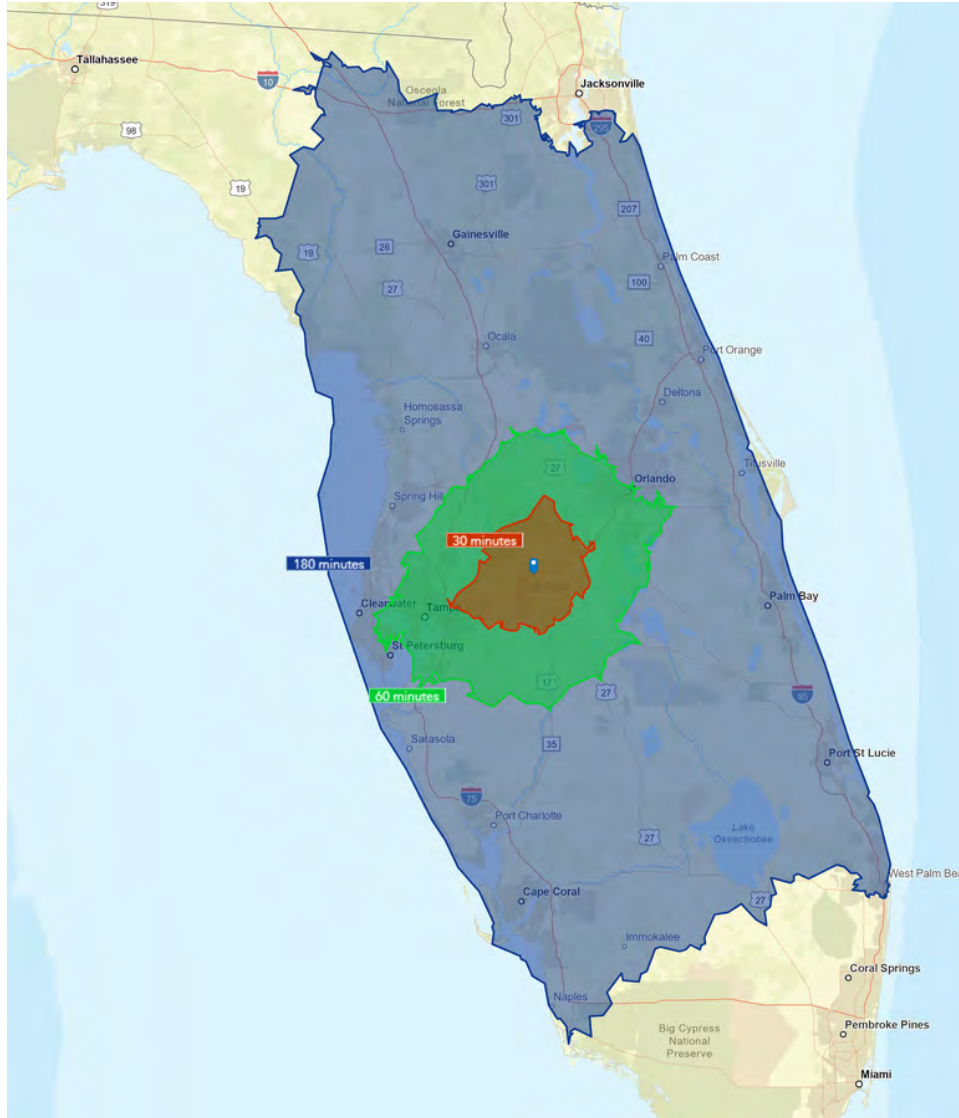 319
Tallahassee
10
Osceola
National Forest
Jacksonville
301
295
98
19
301
207
Gainesville
26
19
Palm Coast
27
100
Ocala
40
Port Orange
Deltona
Homosassa
Springs
27
Titusville
Orlando
Spring Hill
30 minutes
180 minutes
Clearwater
Tampa
Palm Bay
St Petersburg
17
27
60 minutes
95
Sarasota
35
Port St Lucie
75
Port Charlotte
27
Lake
Okeechobee
West Palm Bea
Cape Coral
27
Immokalee
Coral Springs
Naples
Big Cypress
National
Preserve
Pembroke Pines
Miami